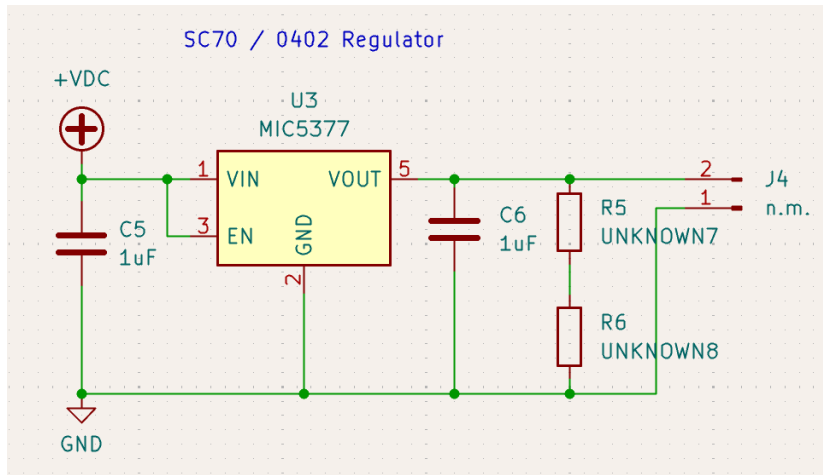 SC70 / 0402 Regulator
+VDC
U3
MIC5377
1
VIN
VOUT
5
2
J4
1
n.m.
3
EN
GND
2
C5
1uF
C6
1uF
R5
UNKNOWN7
R6
UNKNOWN8
GND